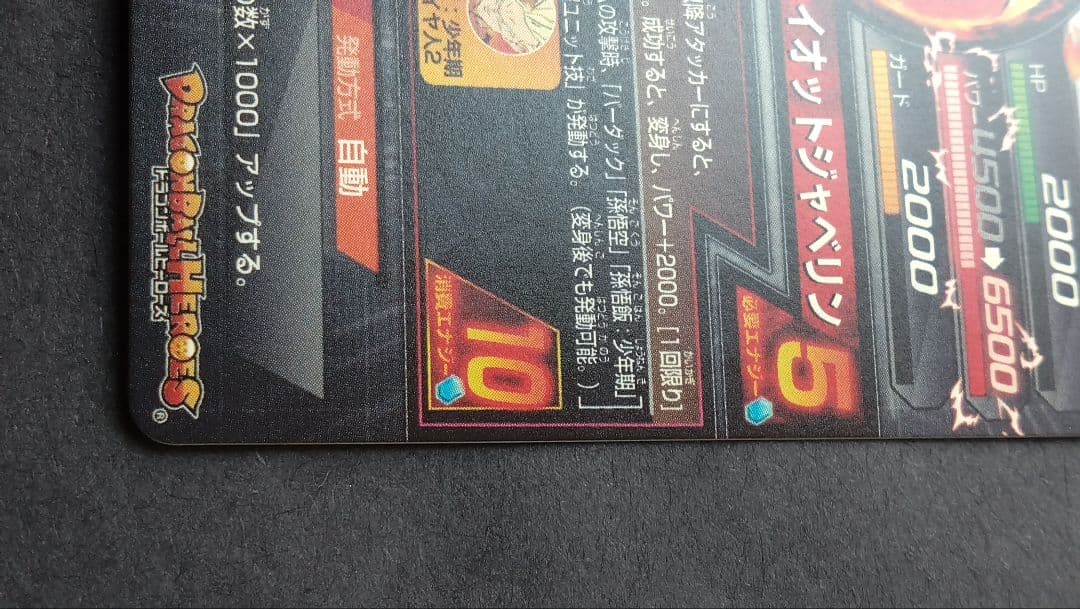 HP 2000
パワー 4500 6500
ガード 2000
イオットジャベリン
必要エナジー 5
隊アタッカーにすると、
。成功すると、変身し、パワー+2000。[1回限り]
の攻撃時、「バーダック」「孫悟空」「孫悟飯:少年期」
ユニット技」が発動する。(変身後でも発動可能。)
:少年期
イヤ人2
消費エナジー 10
発動方式 自動
の数×1000」アップする。
DRAGONBALL HEROES®
ドラゴンボールヒーローズ